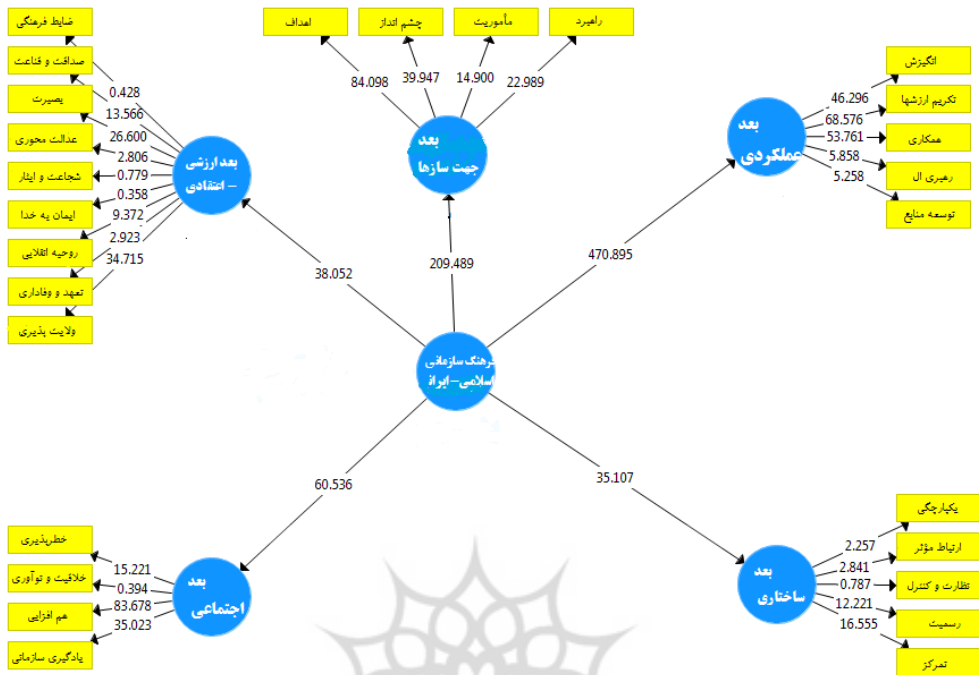 ضایط فرهنگی
صداقت و قناعت
بصیرت
عدالت محوری
شجاعت و ایثار
ایمان به خدا
روحیه انقلابی
تعهد و وفاداری
ولایت پذیری
0.428
13.566
26.600
2.806
0.779
0.358
9.372
2.923
34.715
بعد ارزشی
– اعتقادی
راهبرد
مأموریت
چشم انداز
اهداف
84.098
39.947
14.900
22.989
بعد
جهت سازها
انگیزش
تکریم ارزشها
همکاری
رهبری ال
توسعه منابع
46.296
68.576
53.761
5.858
5.258
بعد
عملکردی
38.052
209.489
470.895
فرهنگ سازمانی
اسلامی – ایرانی
60.536
35.107
خطرپذیری
خلاقیت و نوآوری
هم افزایی
یادگیری سازمانی
15.221
0.394
83.678
35.023
بعد
اجتماعی
یکپارچگی
ارتباط مؤثر
نظارت و کنترل
رسمیت
تمرکز
2.257
2.841
0.787
12.221
16.555
بعد
ساختاری